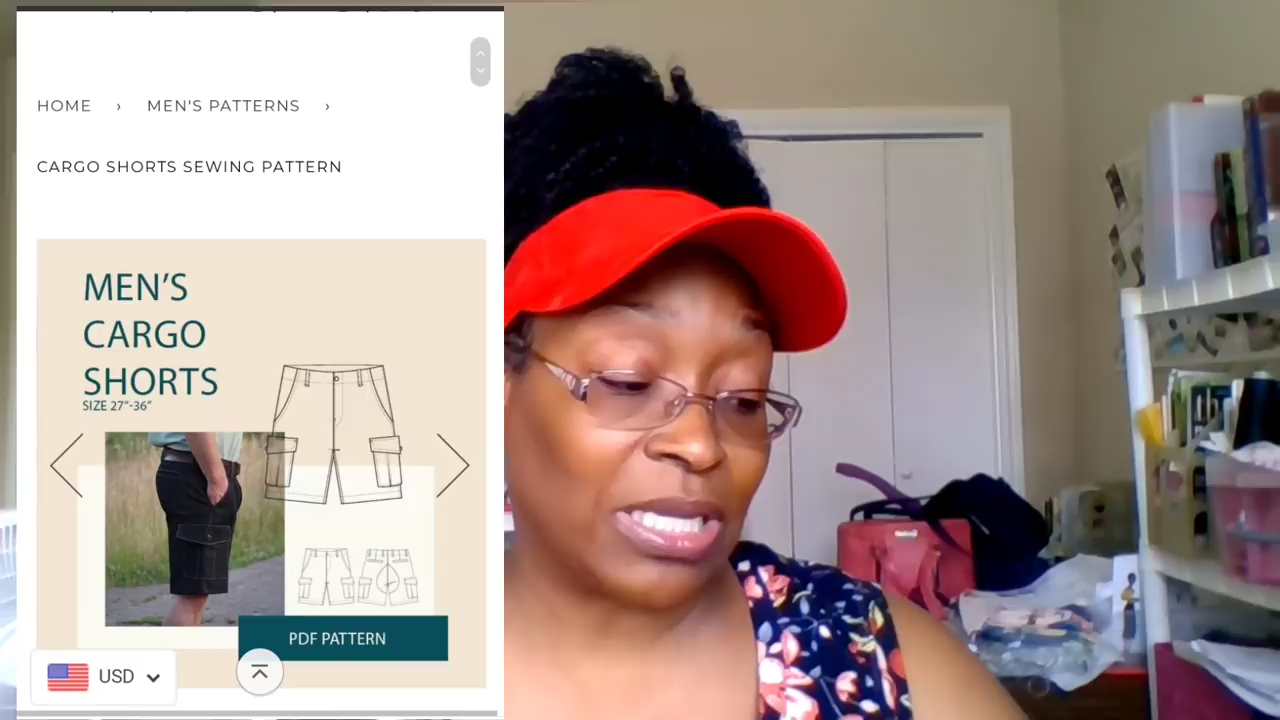 HOME › MEN'S PATTERNS ›
CARGO SHORTS SEWING PATTERN
MEN'S
CARGO
SHORTS
SIZE 27"-36"
PDF PATTERN
USD